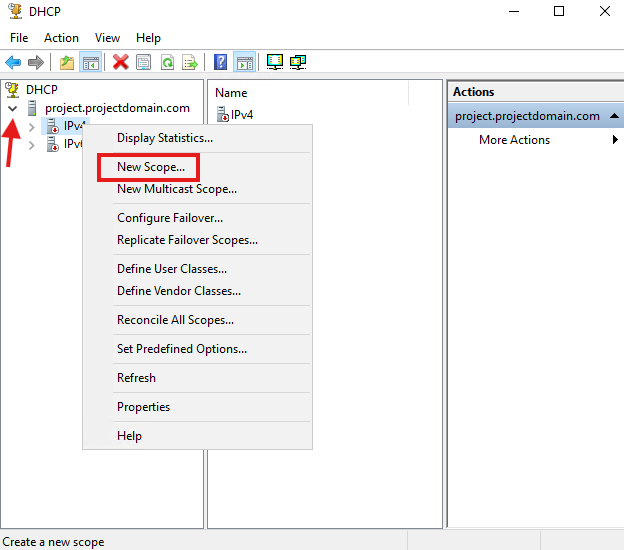 DHCP
File Action View Help
DHCP
project.projectdomain.com
IPv4
IPv6
Display Statistics...
New Scope...
New Multicast Scope...
Configure Failover...
Replicate Failover Scopes...
Define User Classes...
Define Vendor Classes...
Reconcile All Scopes...
Set Predefined Options...
Refresh
Properties
Help
Name
IPv4
Actions
project.projectdomain.com
More Actions
Create a new scope